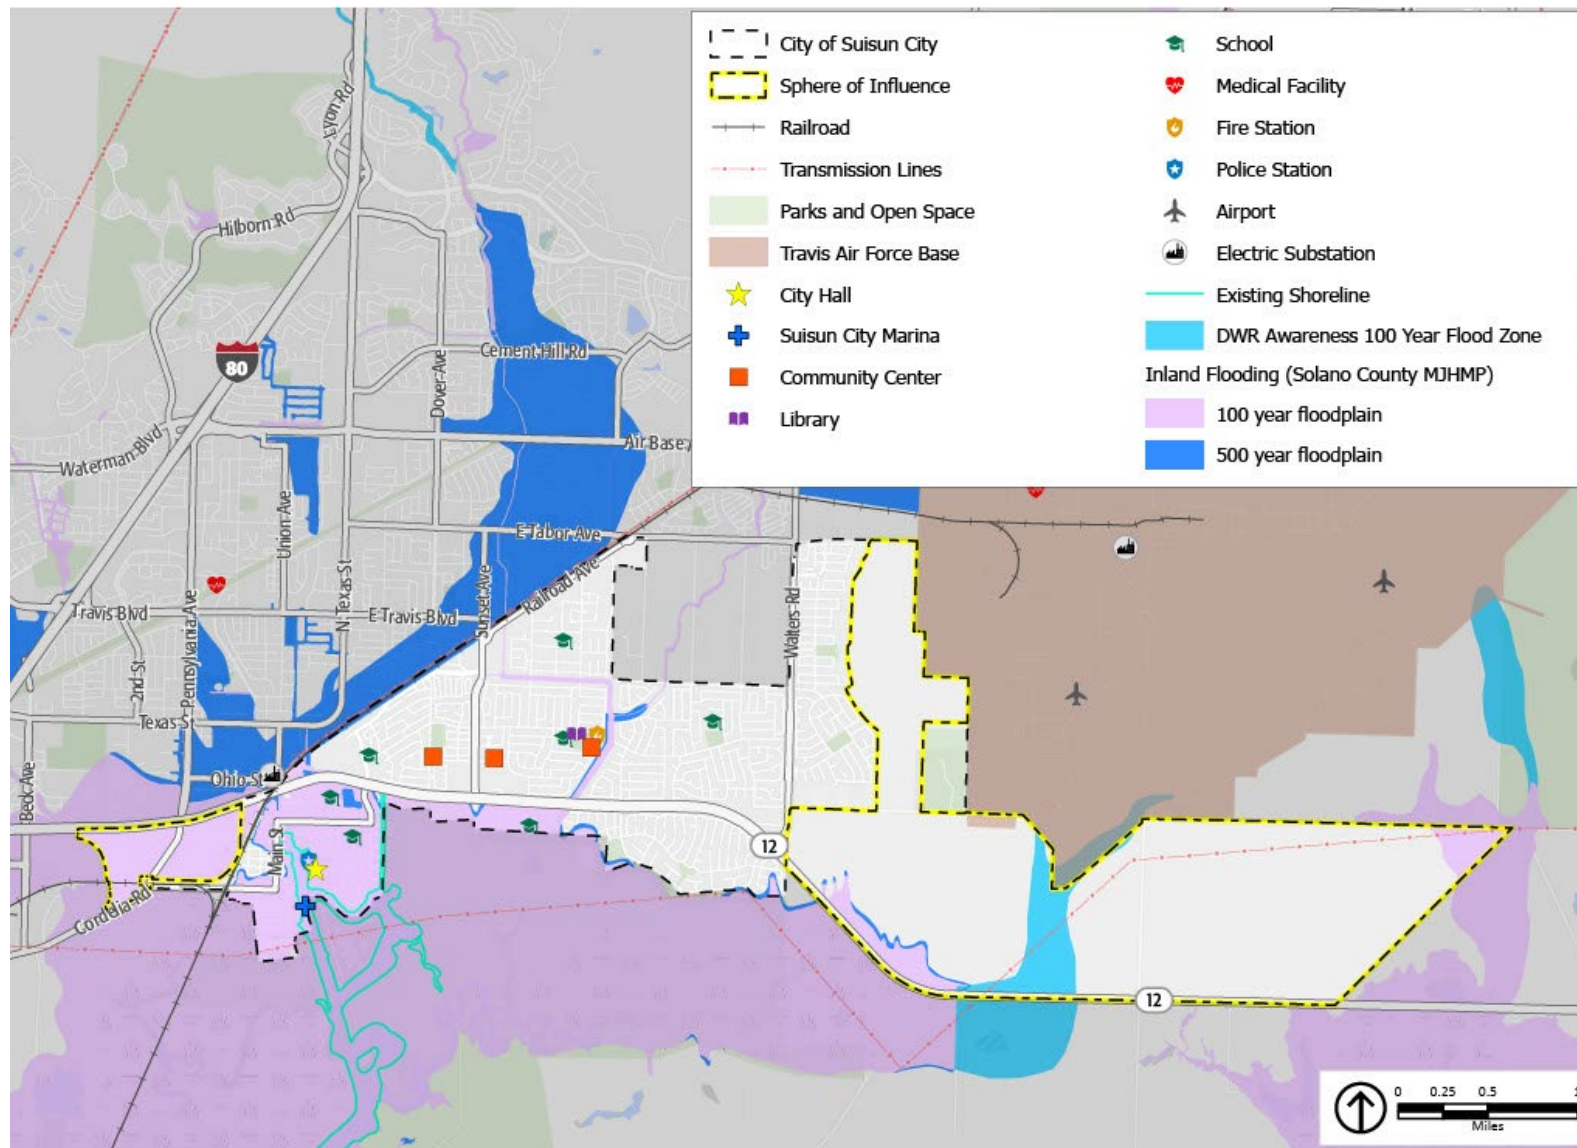 City of Suisun City
Sphere of Influence
Railroad
Transmission Lines
Parks and Open Space
Travis Air Force Base
City Hall
Suisun City Marina
Community Center
Library
School
Medical Facility
Fire Station
Police Station
Airport
Electric Substation
Existing Shoreline
DWR Awareness 100 Year Flood Zone
Inland Flooding (Solano County MJHMP)
100 year floodplain
500 year floodplain
Lyon Rd
Hilborn Rd
80
Cement Hill Rd
Dover Ave
Waterman Blvd
Air Base
Union Ave
N Texas St
E Tabor Ave
Railroad Ave
Sunset Ave
Travis Blvd
E Travis Blvd
Pennsylvania Ave
2nd St
Walters Rd
Texas St
Ohio St
Beck Ave
Main St
Cordelia Rd
12
12
0 0.25 0.5 1
Miles